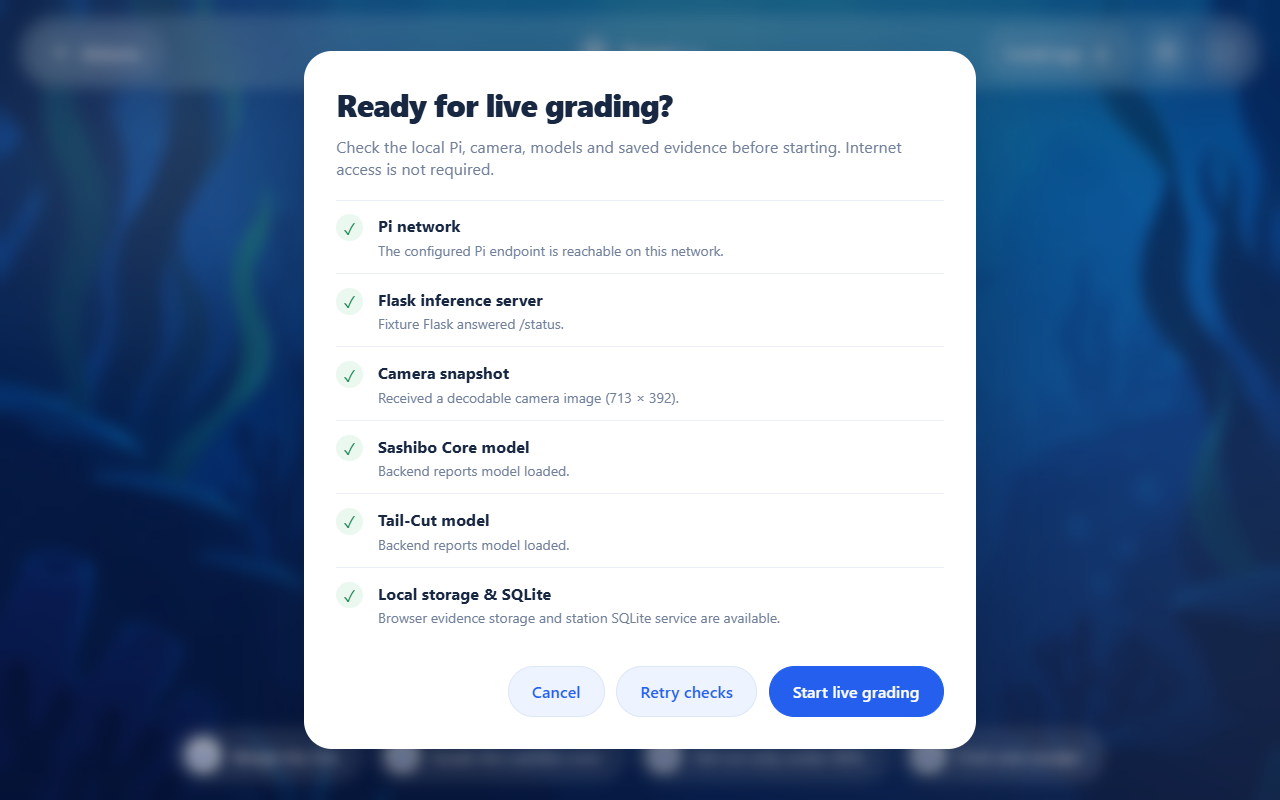 Ready for live grading?
Check the local Pi, camera, models and saved evidence before starting. Internet
access is not required.
✓ Pi network
The configured Pi endpoint is reachable on this network.
✓ Flask inference server
Fixture Flask answered /status.
✓ Camera snapshot
Received a decodable camera image (713 × 392).
✓ Sashibo Core model
Backend reports model loaded.
✓ Tail-Cut model
Backend reports model loaded.
✓ Local storage & SQLite
Browser evidence storage and station SQLite service are available.
Cancel
Retry checks
Start live grading